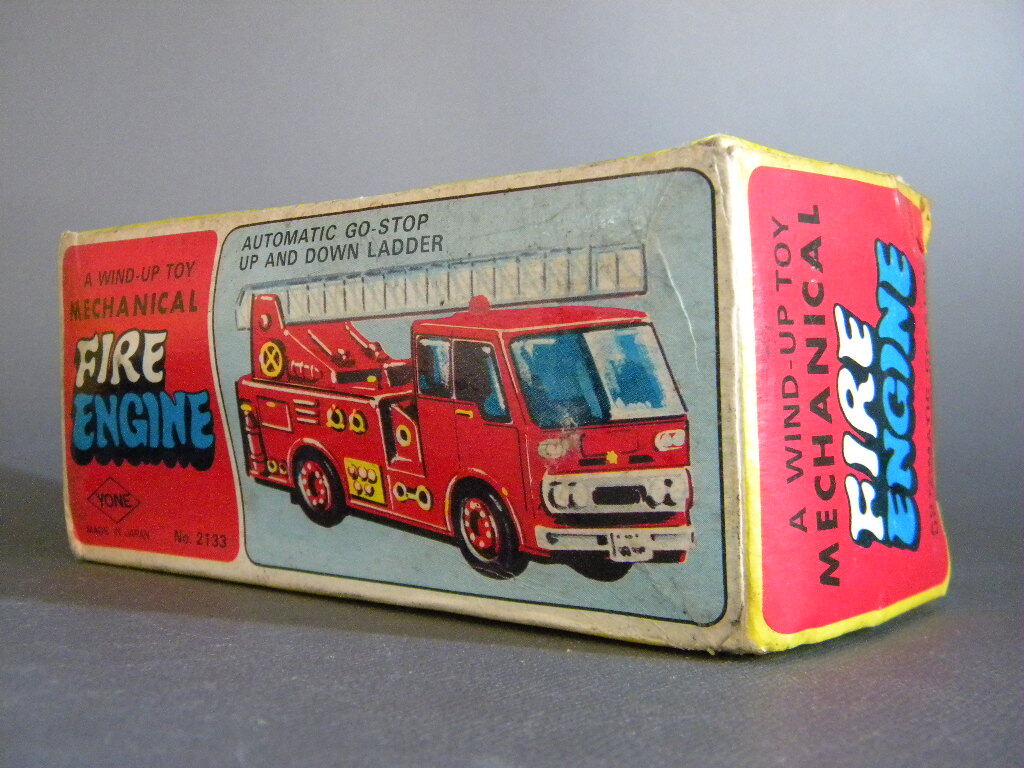 A WIND-UP TOY
MECHANICAL
FIRE
ENGINE
YONE
MADE IN JAPAN
No. 2133
AUTOMATIC GO-STOP
UP AND DOWN LADDER
A WIND-UP TOY
MECHANICAL
FIRE
ENGINE